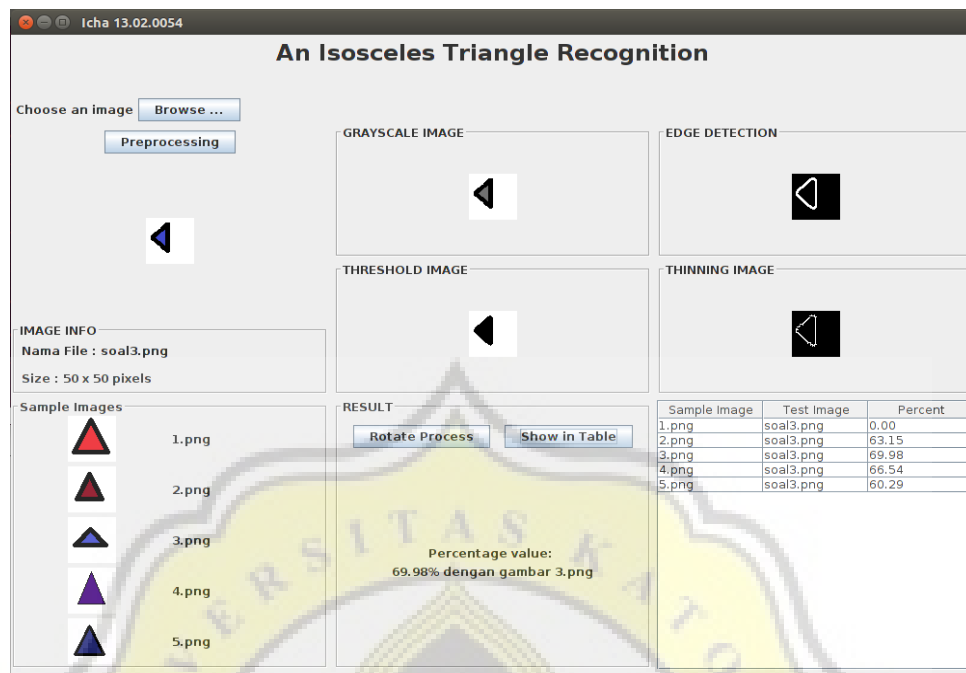 Icha 13.02.0054
An Isosceles Triangle Recognition
Choose an image Browse ...
Preprocessing
GRAYSCALE IMAGE
EDGE DETECTION
THRESHOLD IMAGE
THINNING IMAGE
IMAGE INFO
Nama File : soal3.png
Size : 50 x 50 pixels
Sample Images
1.png
2.png
3.png
4.png
5.png
RESULT
Rotate Process Show in Table
Percentage value:
69.98% dengan gambar 3.png
Sample Image Test Image Percent
1.png soal3.png 0.00
2.png soal3.png 63.15
3.png soal3.png 69.98
4.png soal3.png 66.54
5.png soal3.png 60.29
ERSITAS KATO